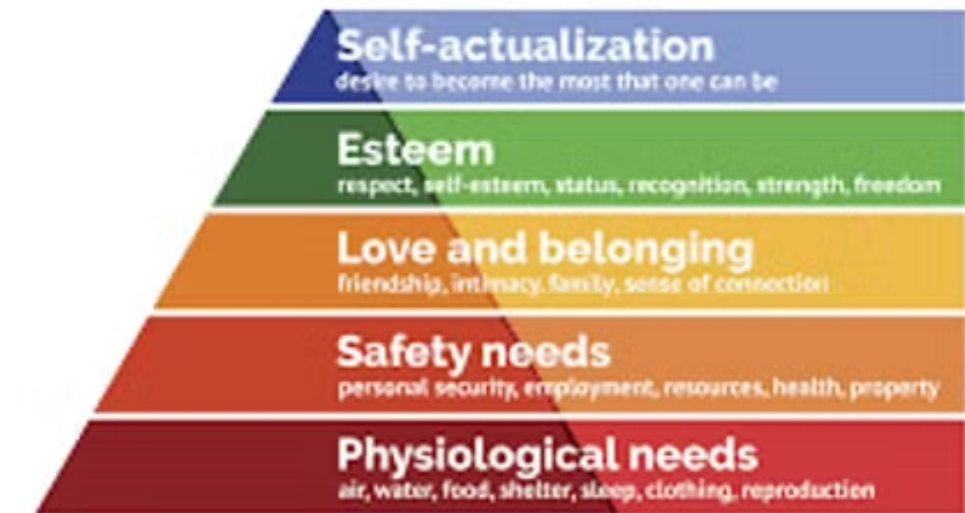 Self-actualization
desire to become the most that one can be
Esteem
respect, self-esteem, status, recognition, strength, freedom
Love and belonging
friendship, intimacy, family, sense of connection
Safety needs
personal security, employment, resources, health, property
Physiological needs
air, water, food, shelter, sleep, clothing, reproduction